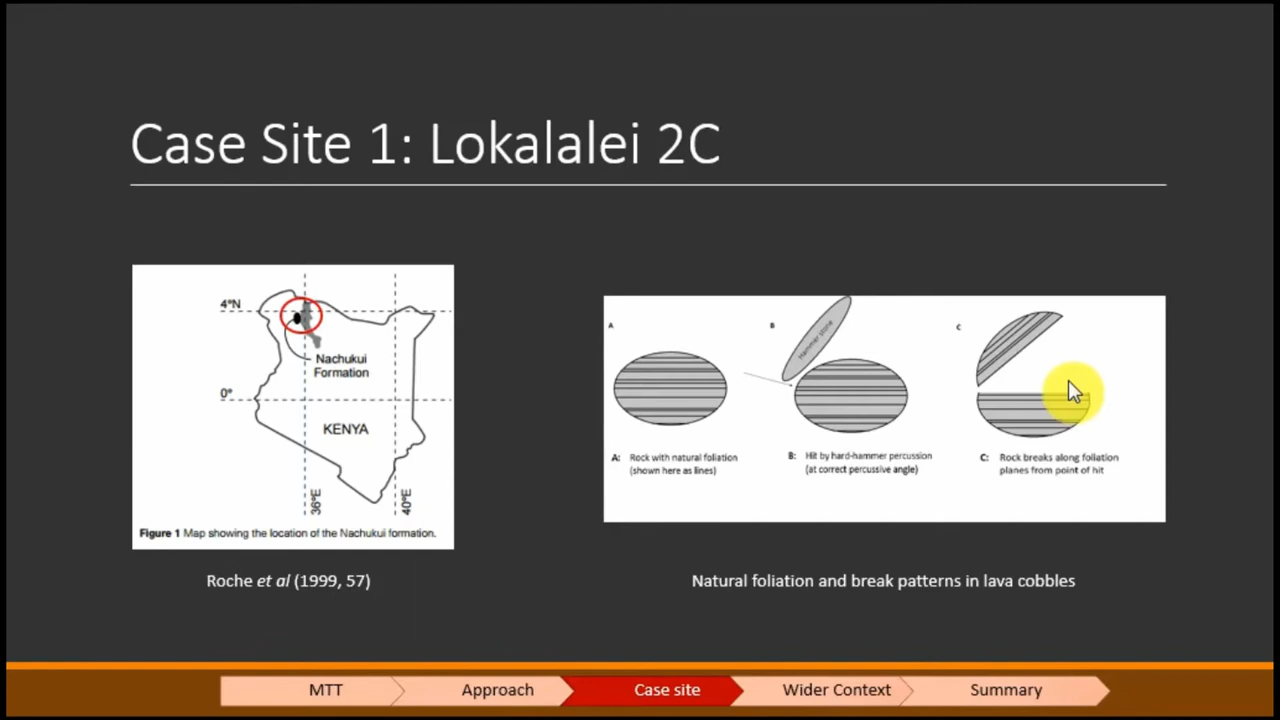 Case Site 1: Lokalalei 2C
4°N
0°
Nachukui
Formation
KENYA
36°E
40°E
Figure 1 Map showing the location of the Nachukui formation.
Roche et al (1999, 57)
A
B
C
Hammer stone
A: Rock with natural foliation
(shown here as lines)
B: Hit by hard-hammer percussion
(at correct percussive angle)
C: Rock breaks along foliation
planes from point of hit
Natural foliation and break patterns in lava cobbles
MTT
Approach
Case site
Wider Context
Summary